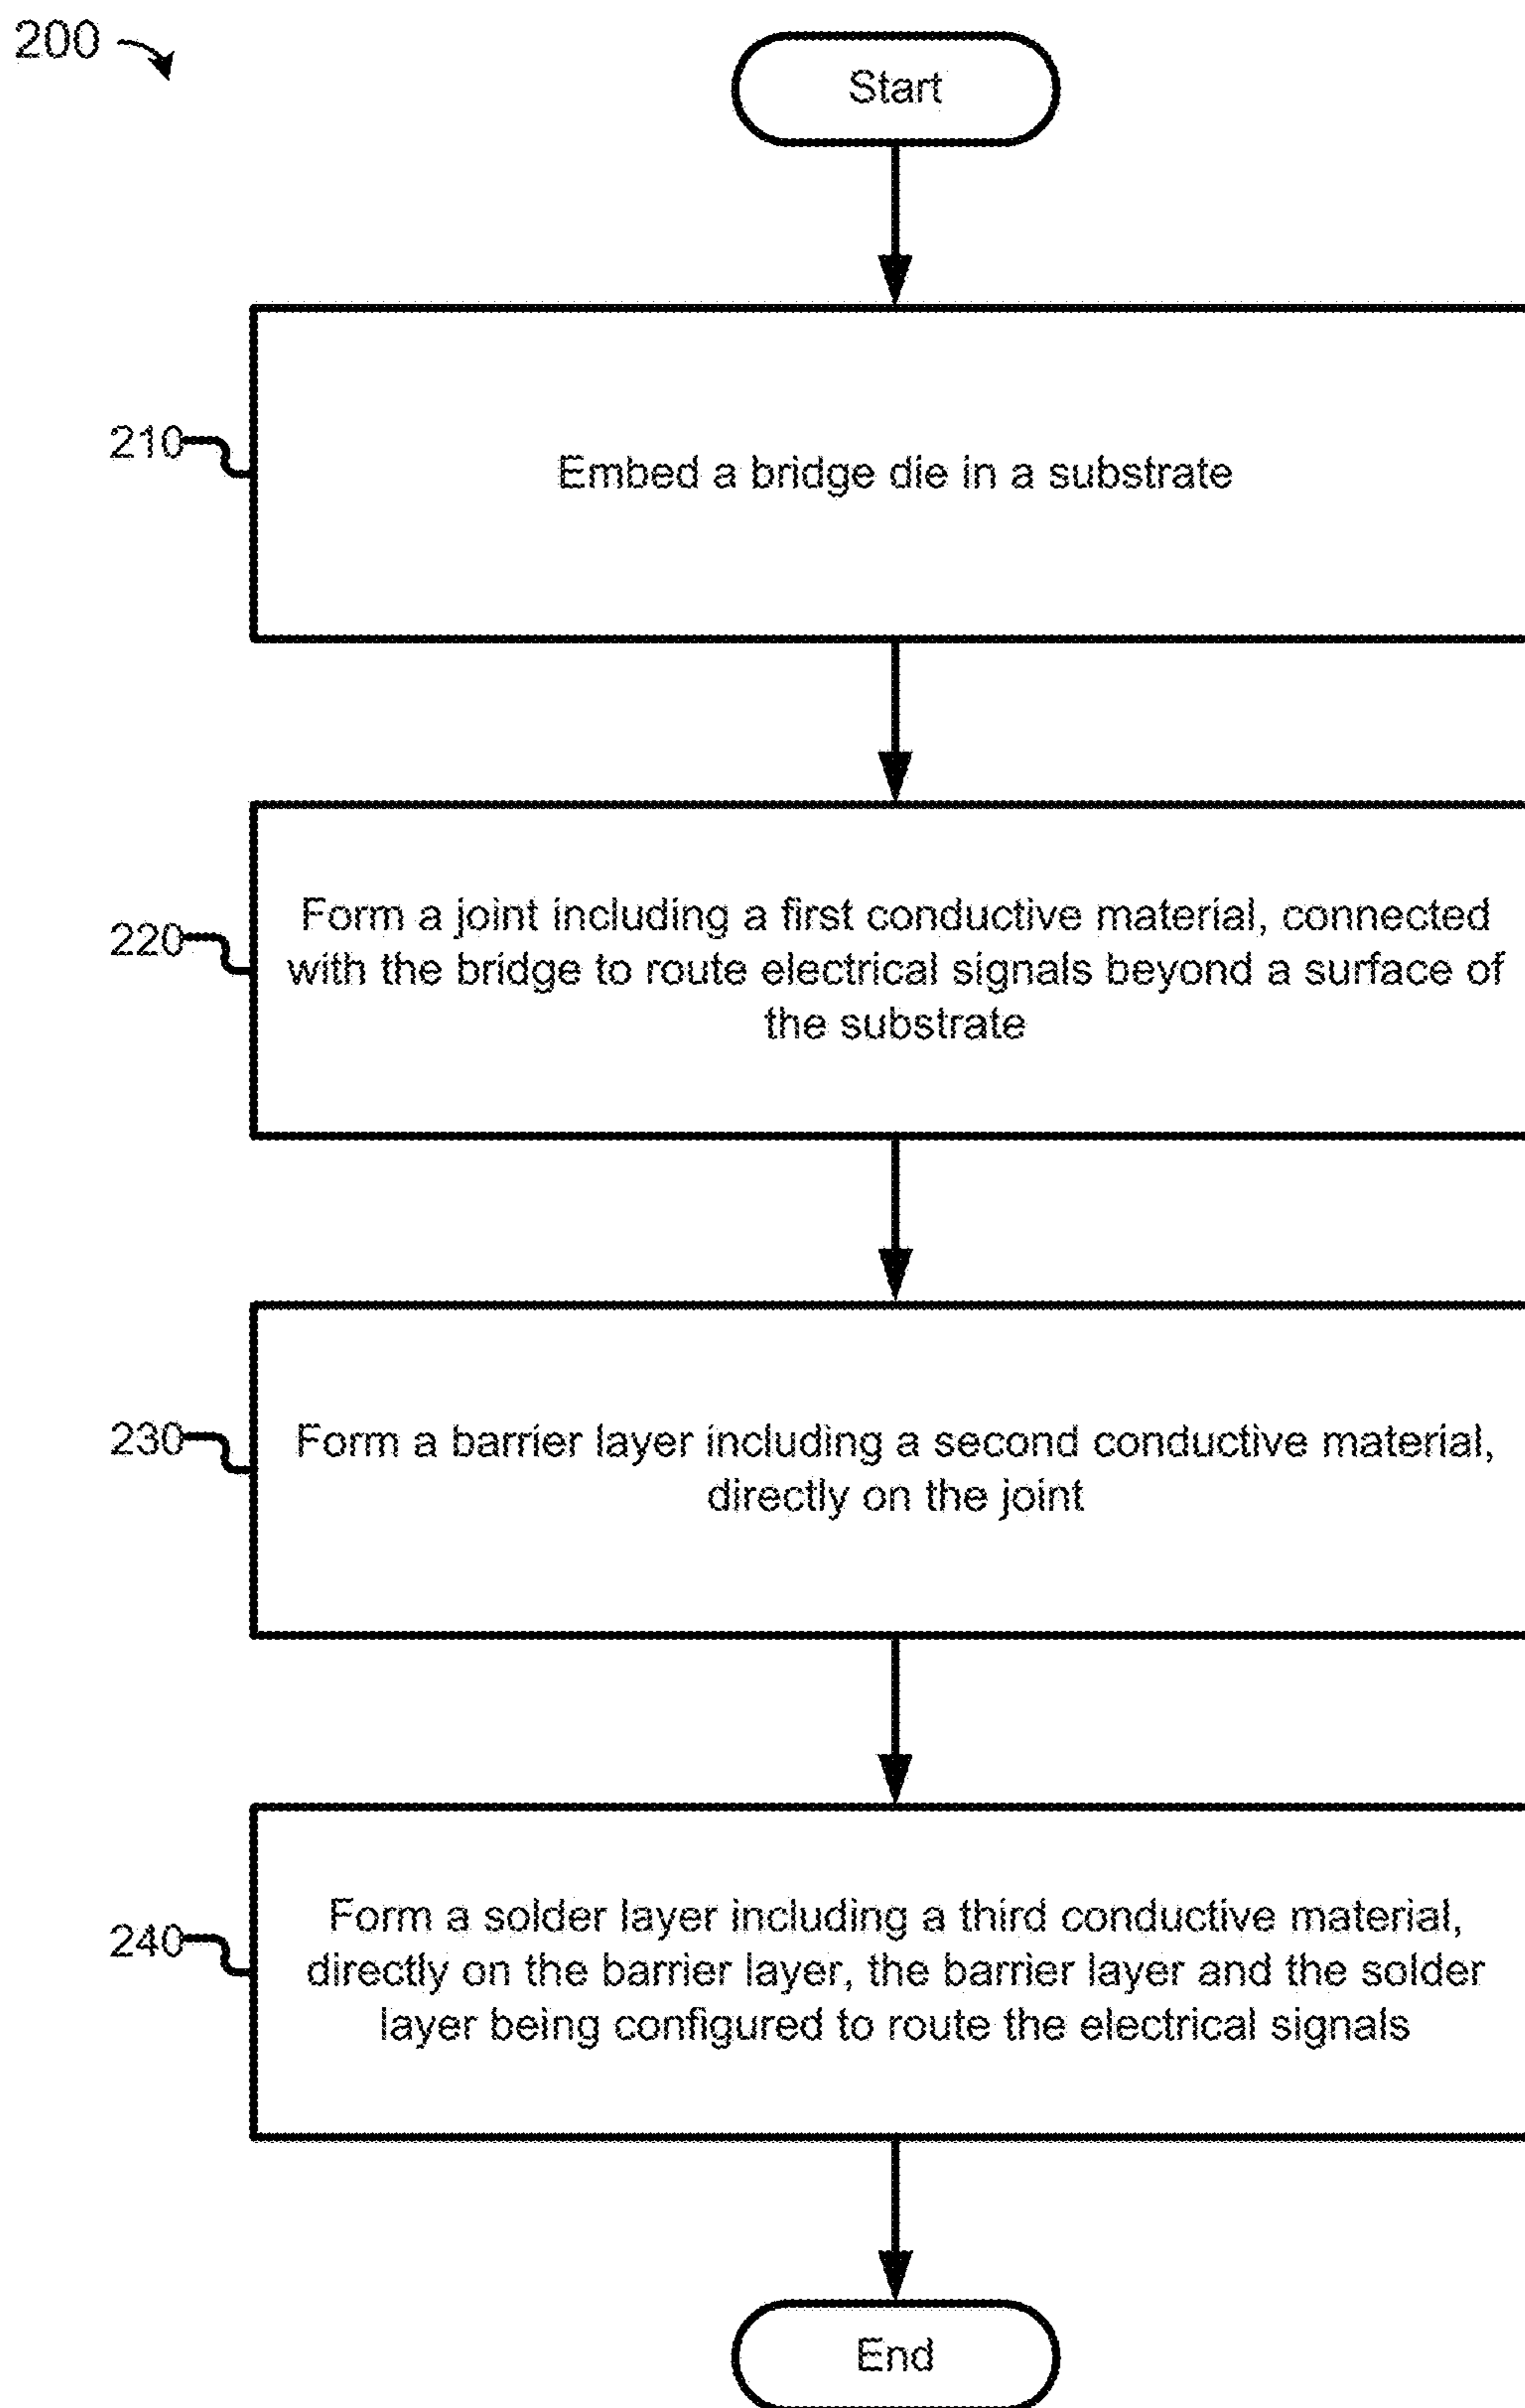 200
Start
210
Embed a bridge die in a substrate
220
Form a joint including a first conductive material, connected
with the bridge to route electrical signals beyond a surface of
the substrate
230
Form a barrier layer including a second conductive material,
directly on the joint
240
Form a solder layer including a third conductive material,
directly on the barrier layer, the barrier layer and the solder
layer being configured to route the electrical signals
End